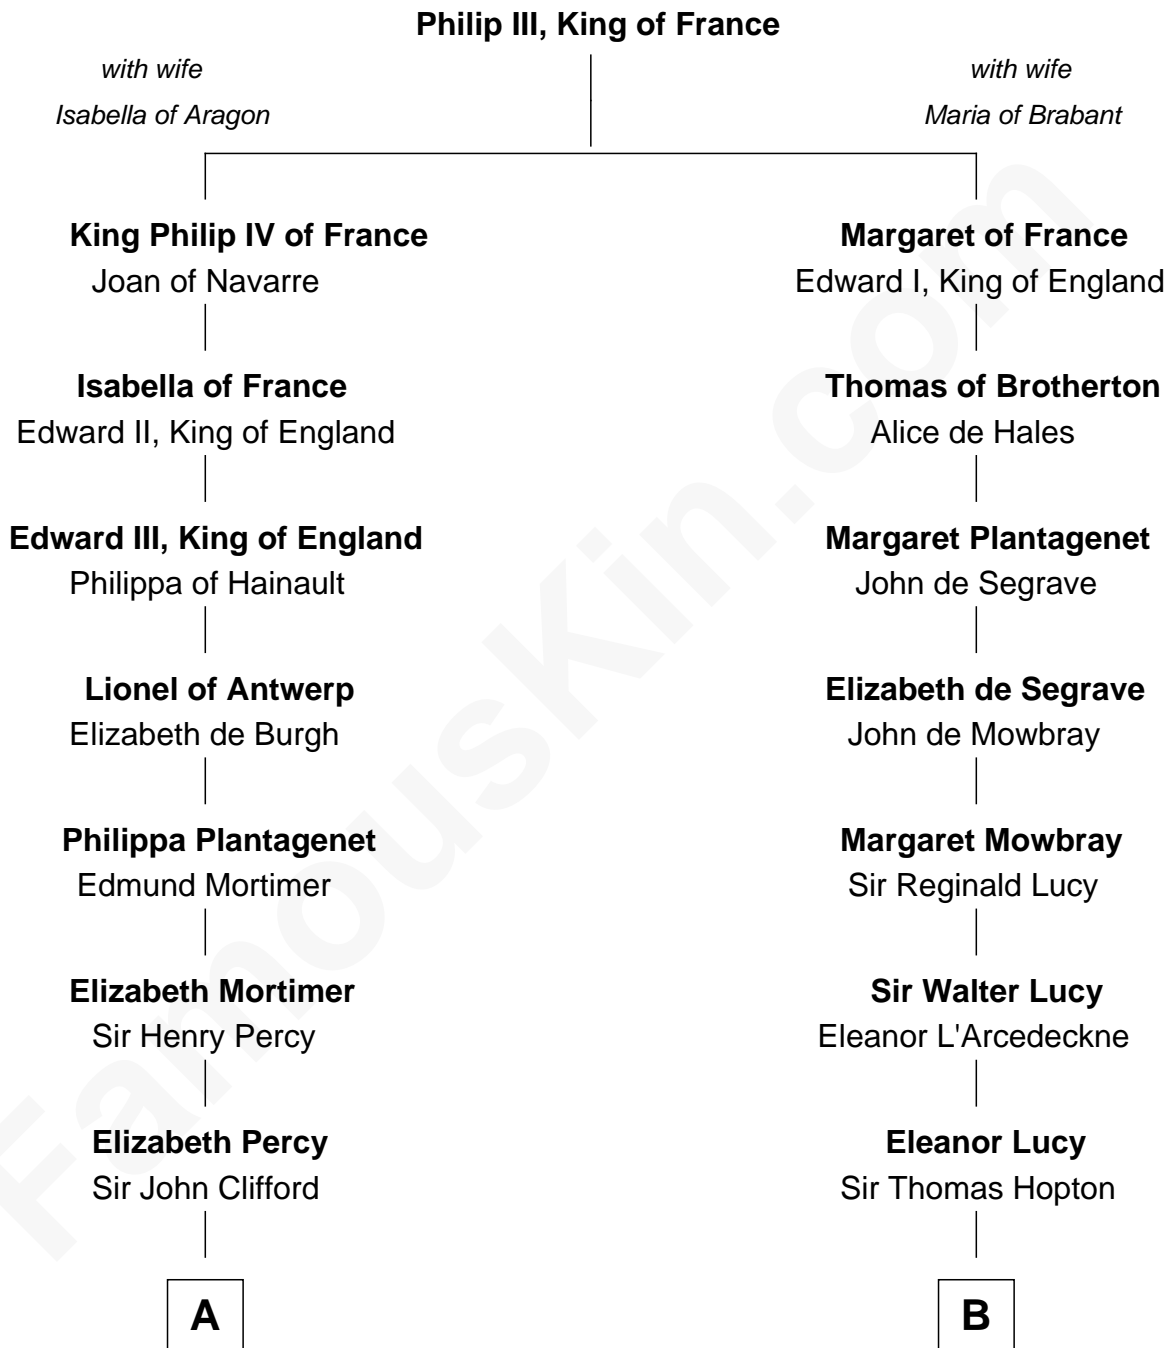 Philip III, King of France
with wife
Isabella of Aragon
with wife
Maria of Brabant
King Philip IV of France
Joan of Navarre
Margaret of France
Edward I, King of England
Isabella of France
Edward II, King of England
Thomas of Brotherton
Alice de Hales
Edward III, King of England
Philippa of Hainault
Margaret Plantagenet
John de Segrave
Lionel of Antwerp
Elizabeth de Burgh
Elizabeth de Segrave
John de Mowbray
Philippa Plantagenet
Edmund Mortimer
Margaret Mowbray
Sir Reginald Lucy
Elizabeth Mortimer
Sir Henry Percy
Sir Walter Lucy
Eleanor L'Arcedeckne
Elizabeth Percy
Sir John Clifford
Eleanor Lucy
Sir Thomas Hopton
A
B
FamousKin.com